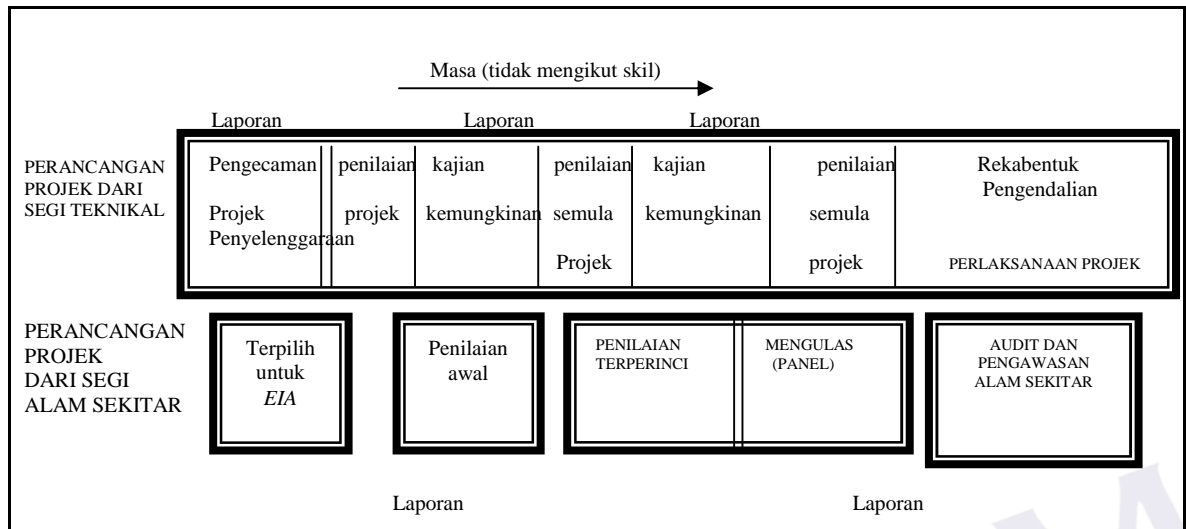 Masa (tidak mengikut skil)
Laporan Laporan Laporan
PERANCANGAN
PROJEK DARI
SEGI TEKNIKAL
Pengecaman
Projek
Penyelenggaraan
penilaian
projek
kajian
kemungkinan
penilaian
semula
Projek
kajian
kemungkinan
penilaian
semula
projek
Rekabentuk
Pengendalian
PERLAKSANAAN PROJEK
PERANCANGAN
PROJEK
DARI SEGI
ALAM SEKITAR
Terpilih
untuk
EIA
Penilaian
awal
PENILAIAN
TERPERINCI
MENGULAS
(PANEL)
AUDIT DAN
PENGAWASAN
ALAM SEKITAR
Laporan Laporan